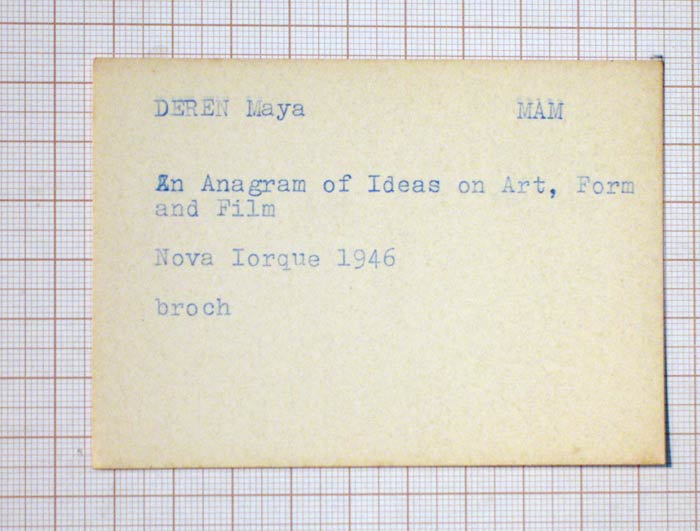 DEREN Maya MAM
An Anagram of Ideas on Art, Form
and Film
Nova Iorque 1946
broch